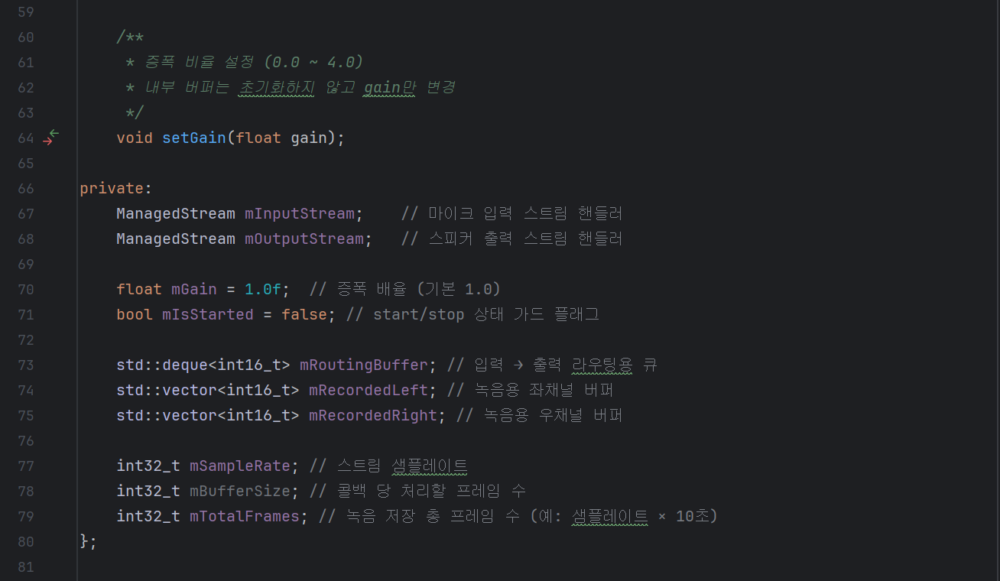 59
60 /**
61 * 증폭 비율 설정 (0.0 ~ 4.0)
62 * 내부 버퍼는 초기화하지 않고 gain만 변경
63 */
64 void setGain(float gain);
65
66 private:
67 ManagedStream mInputStream; // 마이크 입력 스트림 핸들러
68 ManagedStream mOutputStream; // 스피커 출력 스트림 핸들러
69
70 float mGain = 1.0f; // 증폭 배율 (기본 1.0)
71 bool mIsStarted = false; // start/stop 상태 가드 플래그
72
73 std::deque<int16_t> mRoutingBuffer; // 입력 → 출력 라우팅용 큐
74 std::vector<int16_t> mRecordedLeft; // 녹음용 좌채널 버퍼
75 std::vector<int16_t> mRecordedRight; // 녹음용 우채널 버퍼
76
77 int32_t mSampleRate; // 스트림 샘플레이트
78 int32_t mBufferSize; // 콜백 당 처리할 프레임 수
79 int32_t mTotalFrames; // 녹음 저장 총 프레임 수 (예: 샘플레이트 × 10초)
80 };
81